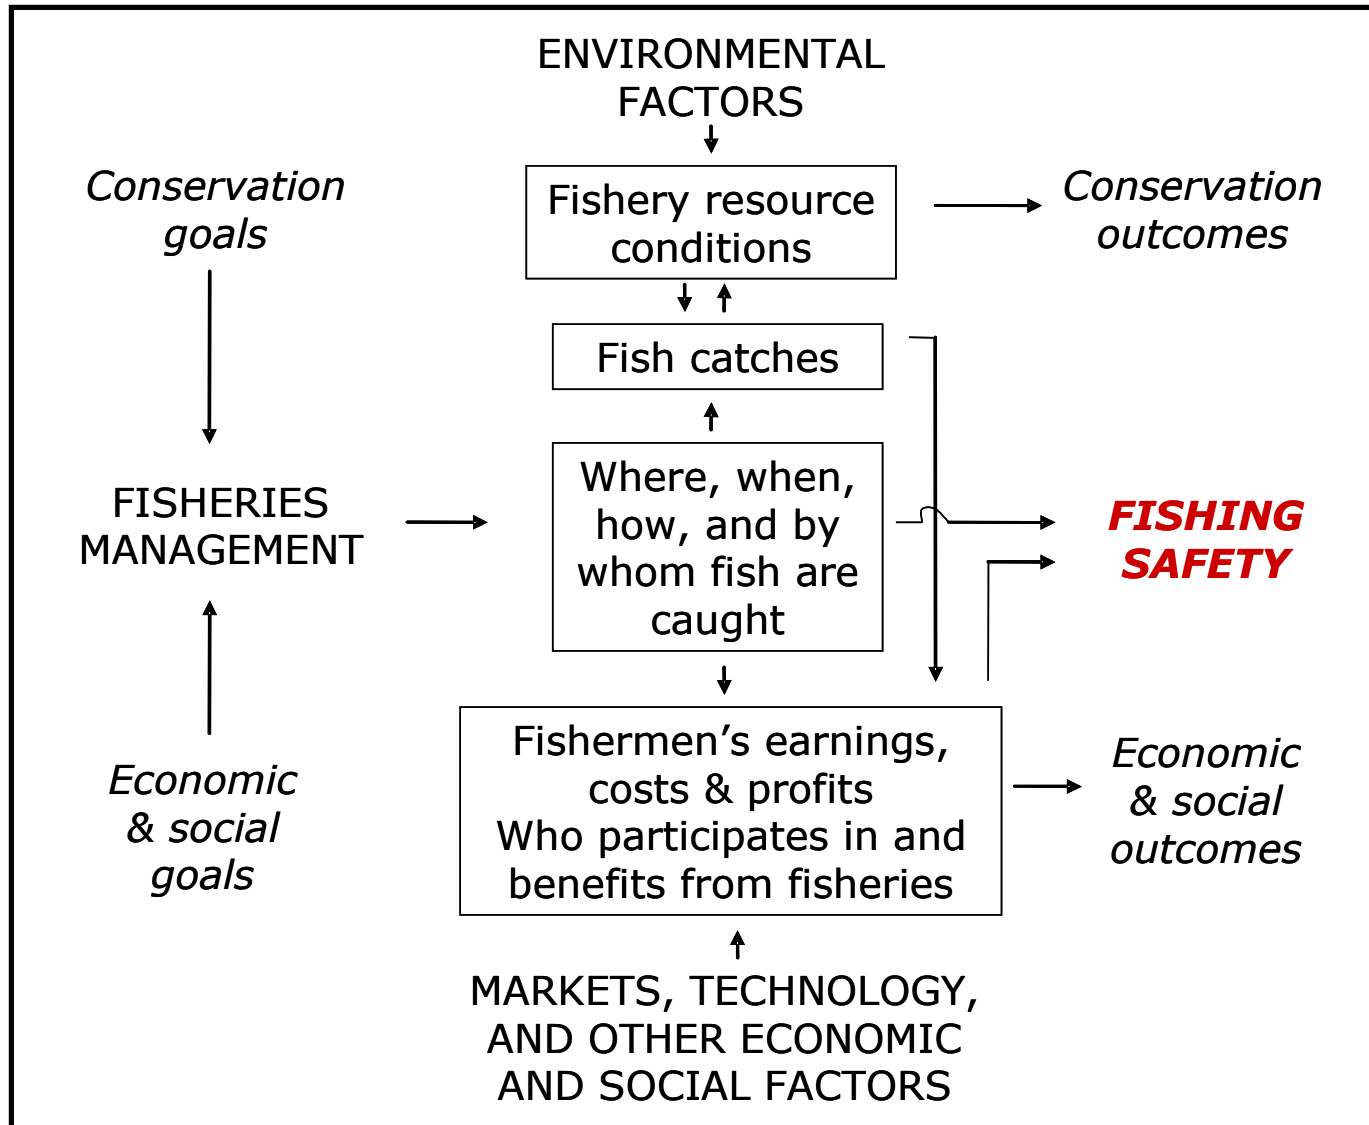 ENVIRONMENTAL
FACTORS
Conservation
goals
Fishery resource
conditions
Conservation
outcomes
Fish catches
FISHERIES
MANAGEMENT
Where, when,
how, and by
whom fish are
caught
FISHING
SAFETY
Economic
& social
goals
Fishermen’s earnings,
costs & profits
Who participates in and
benefits from fisheries
Economic
& social
outcomes
MARKETS, TECHNOLOGY,
AND OTHER ECONOMIC
AND SOCIAL FACTORS